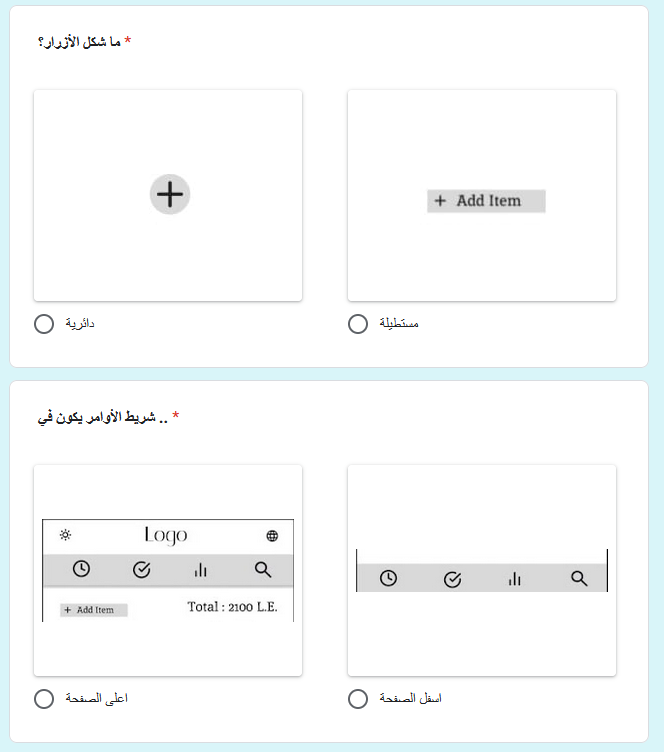 ما شكل الأزرار؟ *
+ Add Item
دائرية
مستطيلة
شريط الأوامر يكون في .. *
Logo
+ Add Item
Total : 2100 L.E.
اعلى الصفحة
اسفل الصفحة